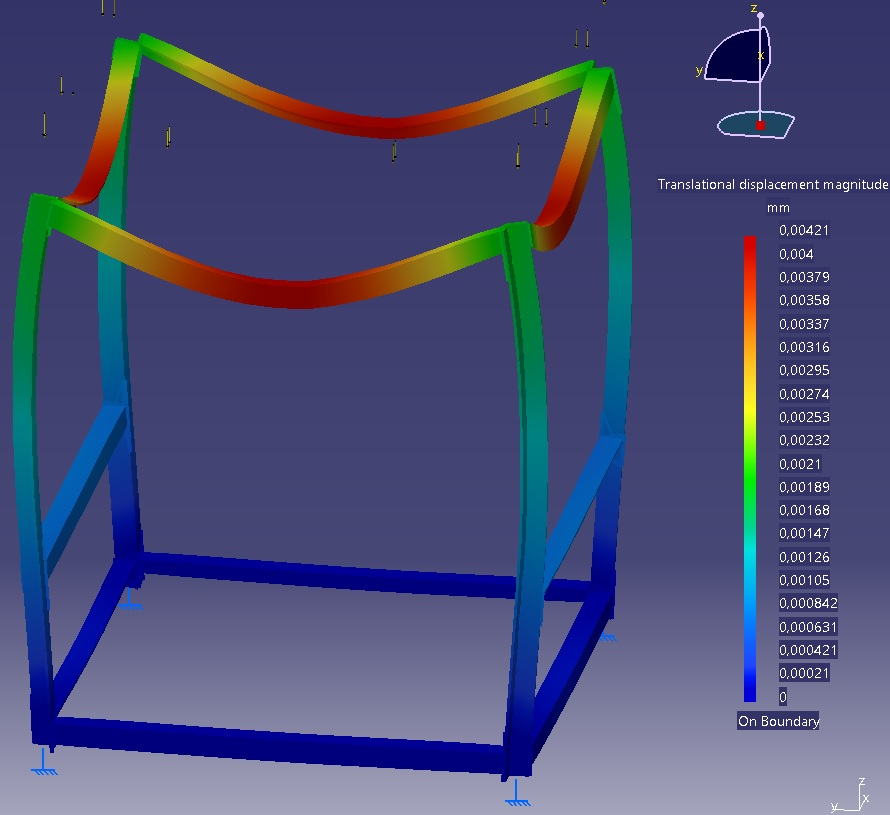 z
x
y
Translational displacement magnitude
mm
0,00421
0,004
0,00379
0,00358
0,00337
0,00316
0,00295
0,00274
0,00253
0,00232
0,0021
0,00189
0,00168
0,00147
0,00126
0,00105
0,000842
0,000631
0,000421
0,00021
0
On Boundary
z
x
y